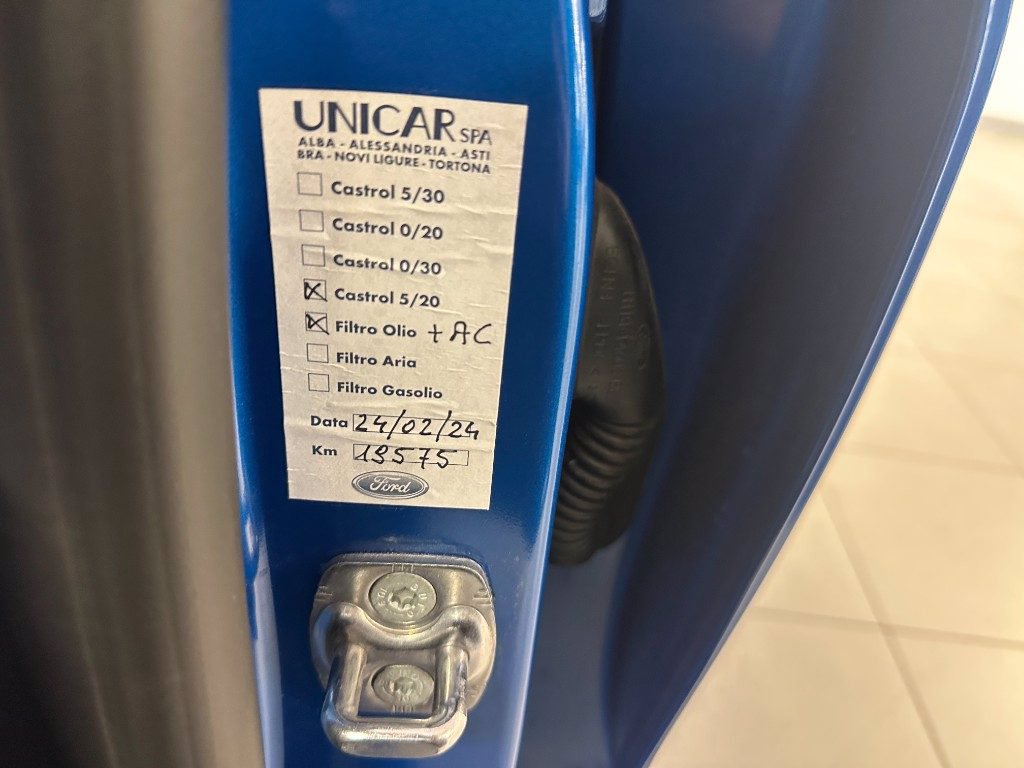 UNICAR SPA
ALBA - ALESSANDRIA - ASTI
BRA - NOVI LIGURE - TORTONA
Castrol 5/30
Castrol 0/20
Castrol 0/30
Castrol 5/20
Filtro Olio + AC
Filtro Aria
Filtro Gasolio
Data 24/02/24
Km 19575
Ford